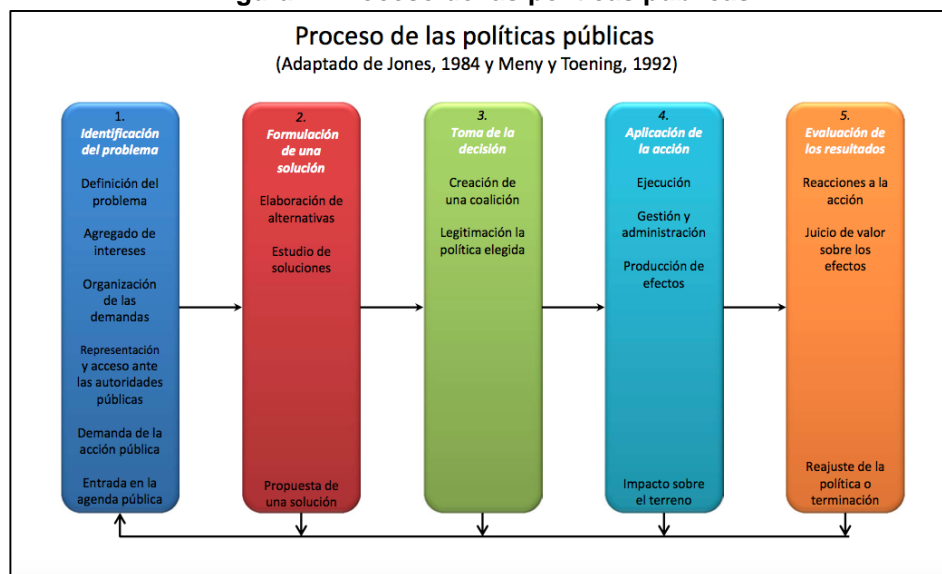 Proceso de las políticas públicas
(Adaptado de Jones, 1984 y Meny y Toening, 1992)
1.
Identificación
del problema
Definición del
problema
Agregado de
intereses
Organización
de las
demandas
Representación
y acceso ante
las autoridades
públicas
Demanda de la
acción pública
Entrada en la
agenda pública
2.
Formulación
de una
solución
Elaboración de
alternativas
Estudio de
soluciones
Propuesta de
una solución
3.
Toma de la
decisión
Creación de
una coalición
Legitimación la
política elegida
4.
Aplicación de
la acción
Ejecución
Gestión y
administración
Producción de
efectos
Impacto sobre
el terreno
5.
Evaluación de
los resultados
Reacciones a la
acción
Juicio de valor
sobre los
efectos
Reajuste de la
política o
terminación